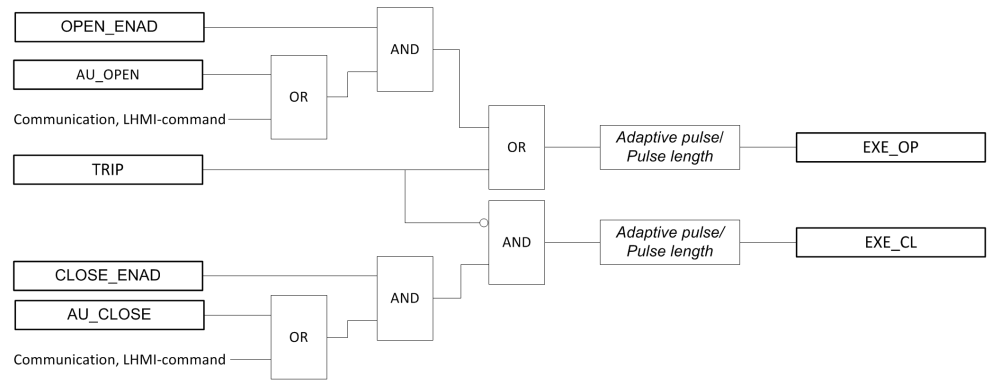 OPEN_ENAD
AND
AU_OPEN
OR
Communication, LHMI-command
OR
Adaptive pulse/
Pulse length
EXE_OP
TRIP
AND
Adaptive pulse/
Pulse length
EXE_CL
CLOSE_ENAD
AND
AU_CLOSE
OR
Communication, LHMI-command